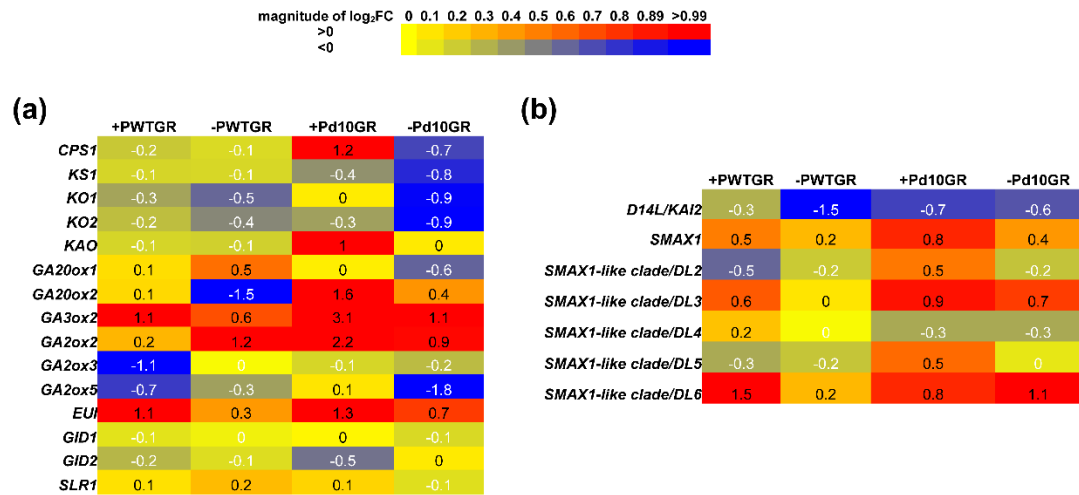 magnitude of log₂FC 0 0.1 0.2 0.3 0.4 0.5 0.6 0.7 0.8 0.89 >0.99
>0
<0
(a)
+PWTGR -PWTGR +Pd10GR -Pd10GR
CPS1 -0.2 -0.1 1.2 -0.7
KS1 -0.1 -0.1 -0.4 -0.8
KO1 -0.3 -0.5 0 -0.9
KO2 -0.2 -0.4 -0.3 -0.9
KAO -0.1 -0.1 1 0
GA20ox1 0.1 0.5 0 -0.6
GA20ox2 0.1 -1.5 1.6 0.4
GA3ox2 1.1 0.6 3.1 1.1
GA2ox2 0.2 1.2 2.2 0.9
GA2ox3 -1.1 0 -0.1 -0.2
GA2ox5 -0.7 -0.3 0.1 -1.8
EUI 1.1 0.3 1.3 0.7
GID1 -0.1 0 0 -0.1
GID2 -0.2 -0.1 -0.5 0
SLR1 0.1 0.2 0.1 -0.1
(b)
+PWTGR -PWTGR +Pd10GR -Pd10GR
D14L/KAI2 -0.3 -1.5 -0.7 -0.6
SMAX1 0.5 0.2 0.8 0.4
SMAX1-like clade/DL2 -0.5 -0.2 0.5 -0.2
SMAX1-like clade/DL3 0.6 0 0.9 0.7
SMAX1-like clade/DL4 0.2 0 -0.3 -0.3
SMAX1-like clade/DL5 -0.3 -0.2 0.5 0
SMAX1-like clade/DL6 1.5 0.2 0.8 1.1